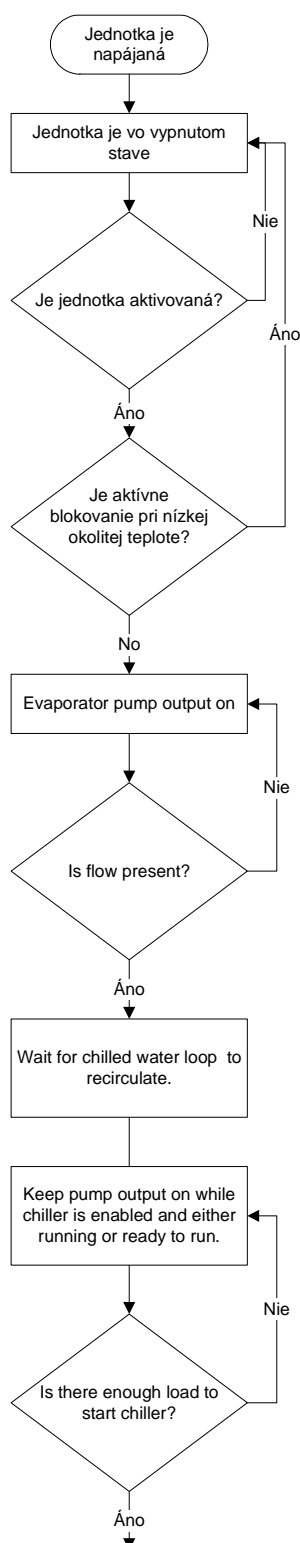 Jednotka je
napájaná
Jednotka je vo vypnutom
stave
Nie
Je jednotka aktivovaná?
Áno
Áno
Je aktívne
blokovanie pri nízkej
okolitej teplote?
No
Evaporator pump output on
Nie
Is flow present?
Áno
Wait for chilled water loop to
recirculate.
Keep pump output on while
chiller is enabled and either
running or ready to run.
Nie
Is there enough load to
start chiller?
Áno